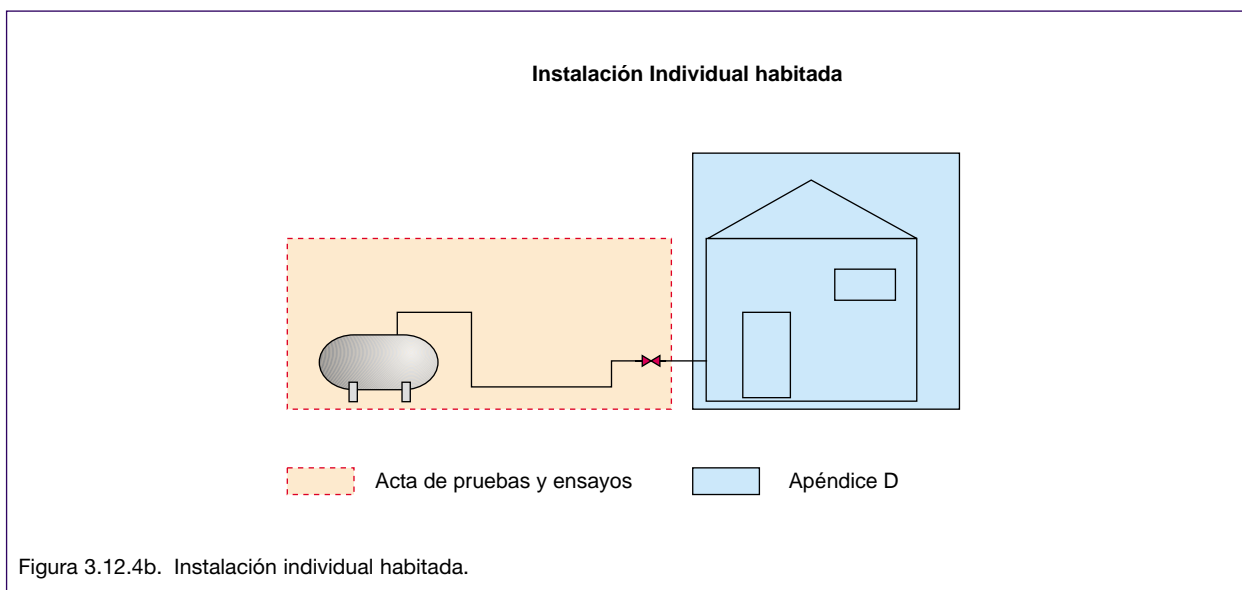 Instalación Individual habitada
Acta de pruebas y ensayos
Apéndice D
Figura 3.12.4b. Instalación individual habitada.